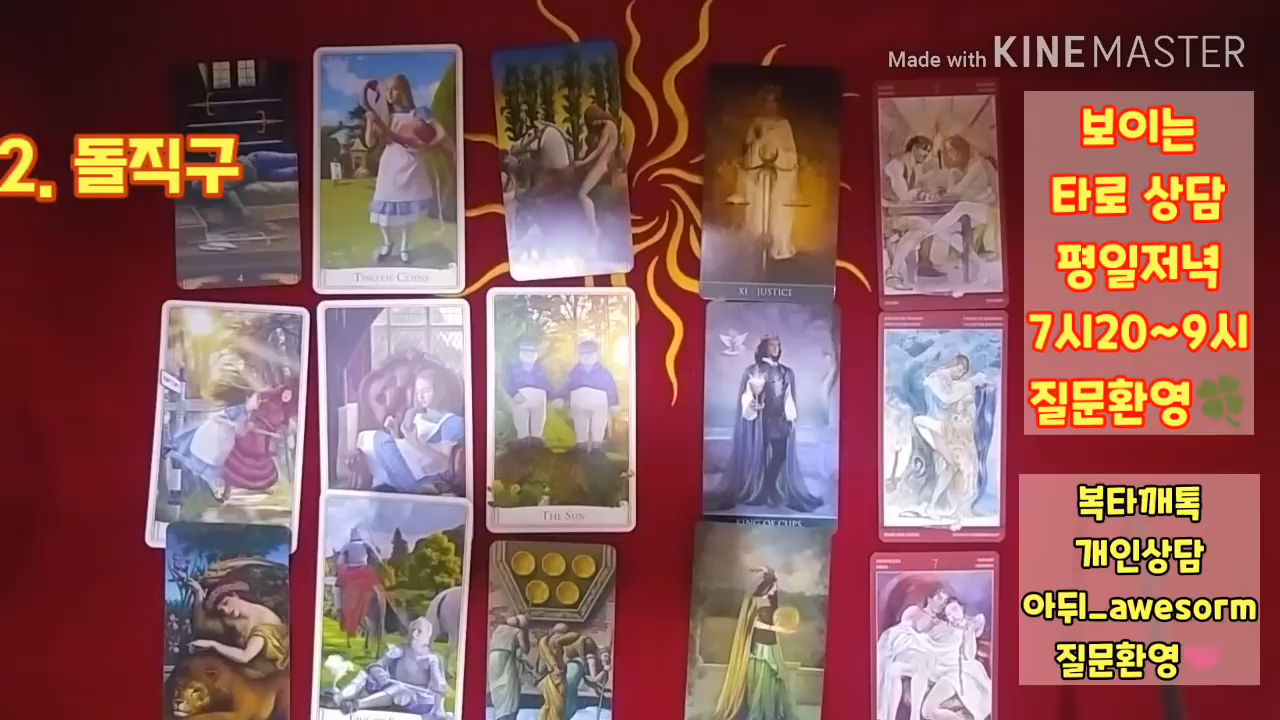 Made with KINEMASTER
2. 돌직구
보이는
타로 상담
평일저녁
7시20~9시
질문환영
복타깨톡
개인상담
아뒤_awesorm
질문환영
4
TWO OF COINS
XI · JUSTICE
THE SUN
KING OF CUPS
7